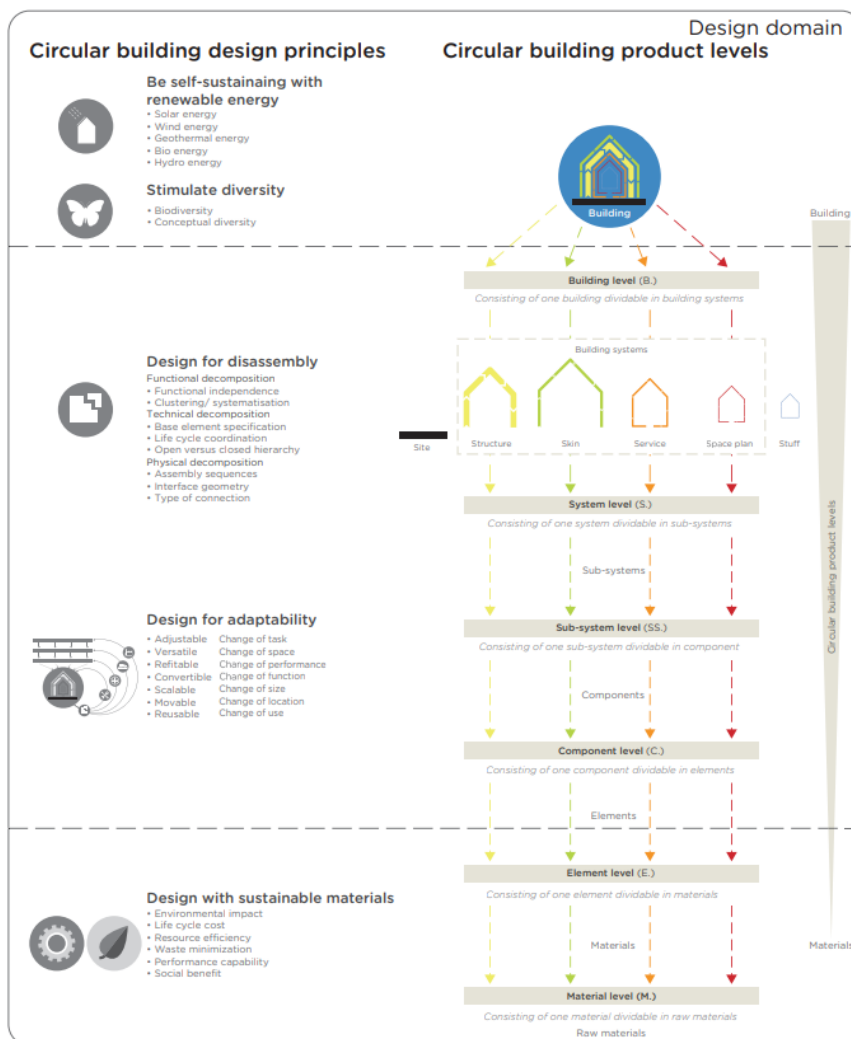 Design domain
Circular building design principles
Circular building product levels
Be self-sustainaing with
renewable energy
• Solar energy
• Wind energy
• Geothermal energy
• Bio energy
• Hydro energy
Stimulate diversity
• Biodiversity
• Conceptual diversity
Building
Building
Building level (B.)
Consisting of one building dividable in building systems
Design for disassembly
Functional decomposition
• Functional independence
• Clustering/ systematisation
Technical decomposition
• Base element specification
• Life cycle coordination
• Open versus closed hierarchy
Physical decomposition
• Assembly sequences
• Interface geometry
• Type of connection
Building systems
Site
Structure
Skin
Service
Space plan
Stuff
System level (S.)
Consisting of one system dividable in sub-systems
Sub-systems
Circular building product levels
Design for adaptability
• Adjustable Change of task
• Versatile Change of space
• Refitable Change of performance
• Convertible Change of function
• Scalable Change of size
• Movable Change of location
• Reusable Change of use
Sub-system level (SS.)
Consisting of one sub-system dividable in component
Components
Component level (C.)
Consisting of one component dividable in elements
Elements
Design with sustainable materials
• Environmental impact
• Life cycle cost
• Resource efficiency
• Waste minimization
• Performance capability
• Social benefit
Element level (E.)
Consisting of one element dividable in materials
Materials
Materials
Material level (M.)
Consisting of one material dividable in raw materials
Raw materials